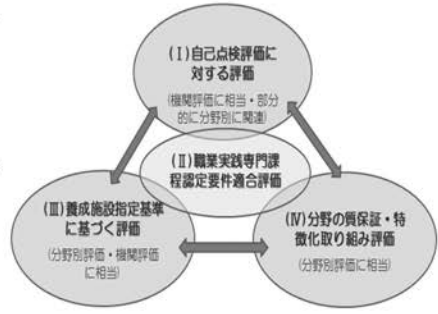 (Ⅰ)自己点検評価に
対する評価
(機関評価に相当・部分
的に分野別に関連)
(Ⅱ)職業実践専門課
程認定要件適合評価
(Ⅲ)養成施設指定基準
に基づく評価
(分野別評価・機関評価
に相当)
(Ⅳ)分野の質保証・特
徴化取り組み評価
(分野別評価に相当)